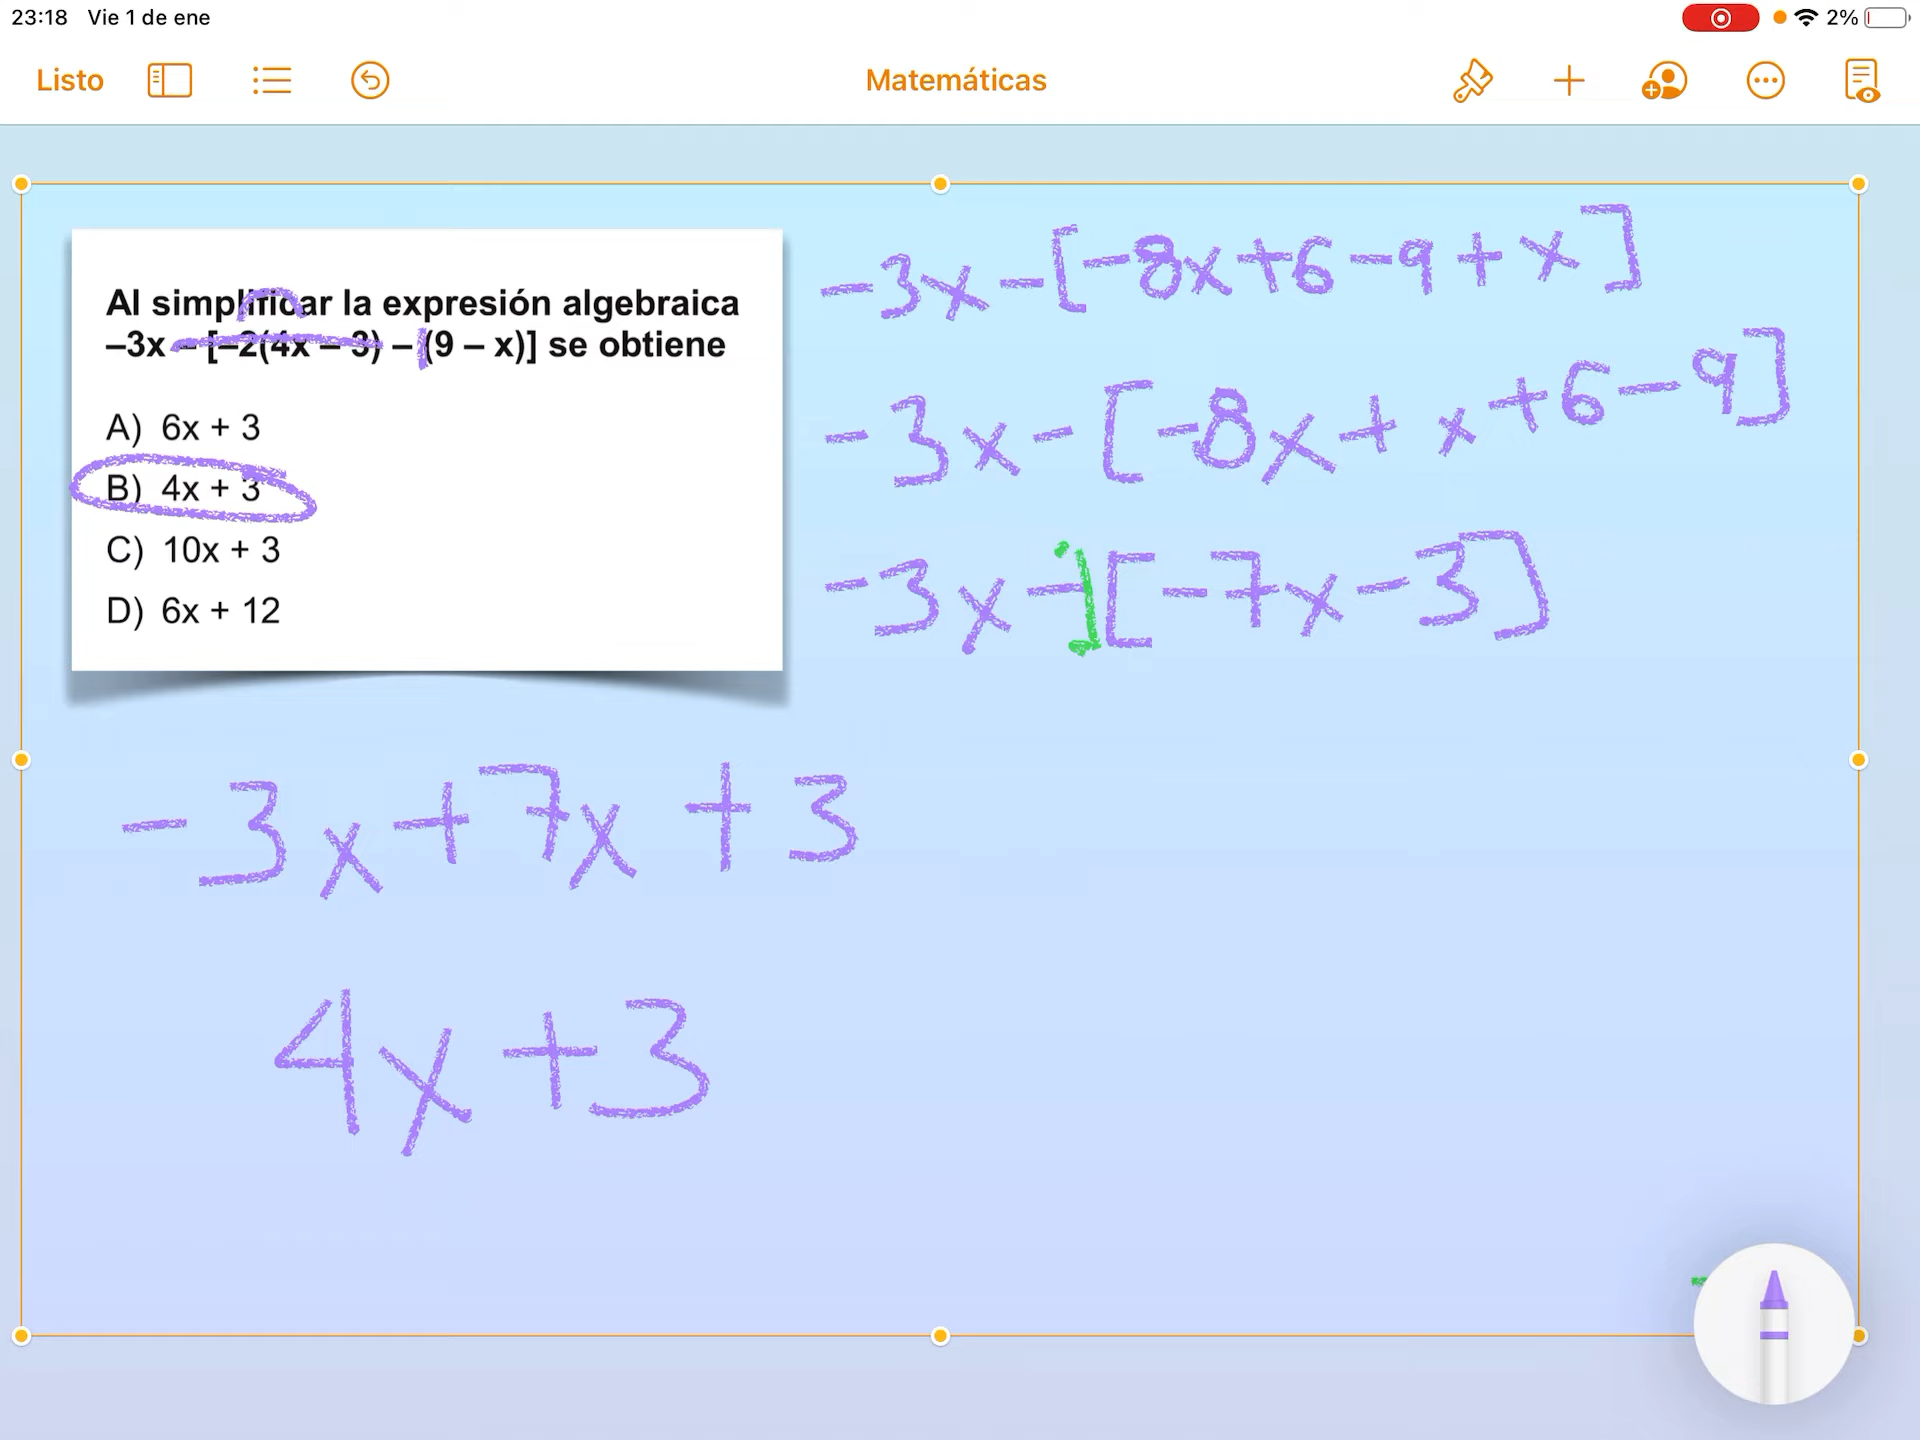 23:18 Vie 1 de ene
2%
Listo
Matemáticas
Al simplificar la expresión algebraica
–3x – [–2(4x – 3) – (9 – x)] se obtiene
A) 6x + 3
B) 4x + 3
C) 10x + 3
D) 6x + 12
-3x-[-8x+6-9+x]
-3x-[-8x+x+6-9]
-3x-1[-7x-3]
-3x+7x+3
4x+3